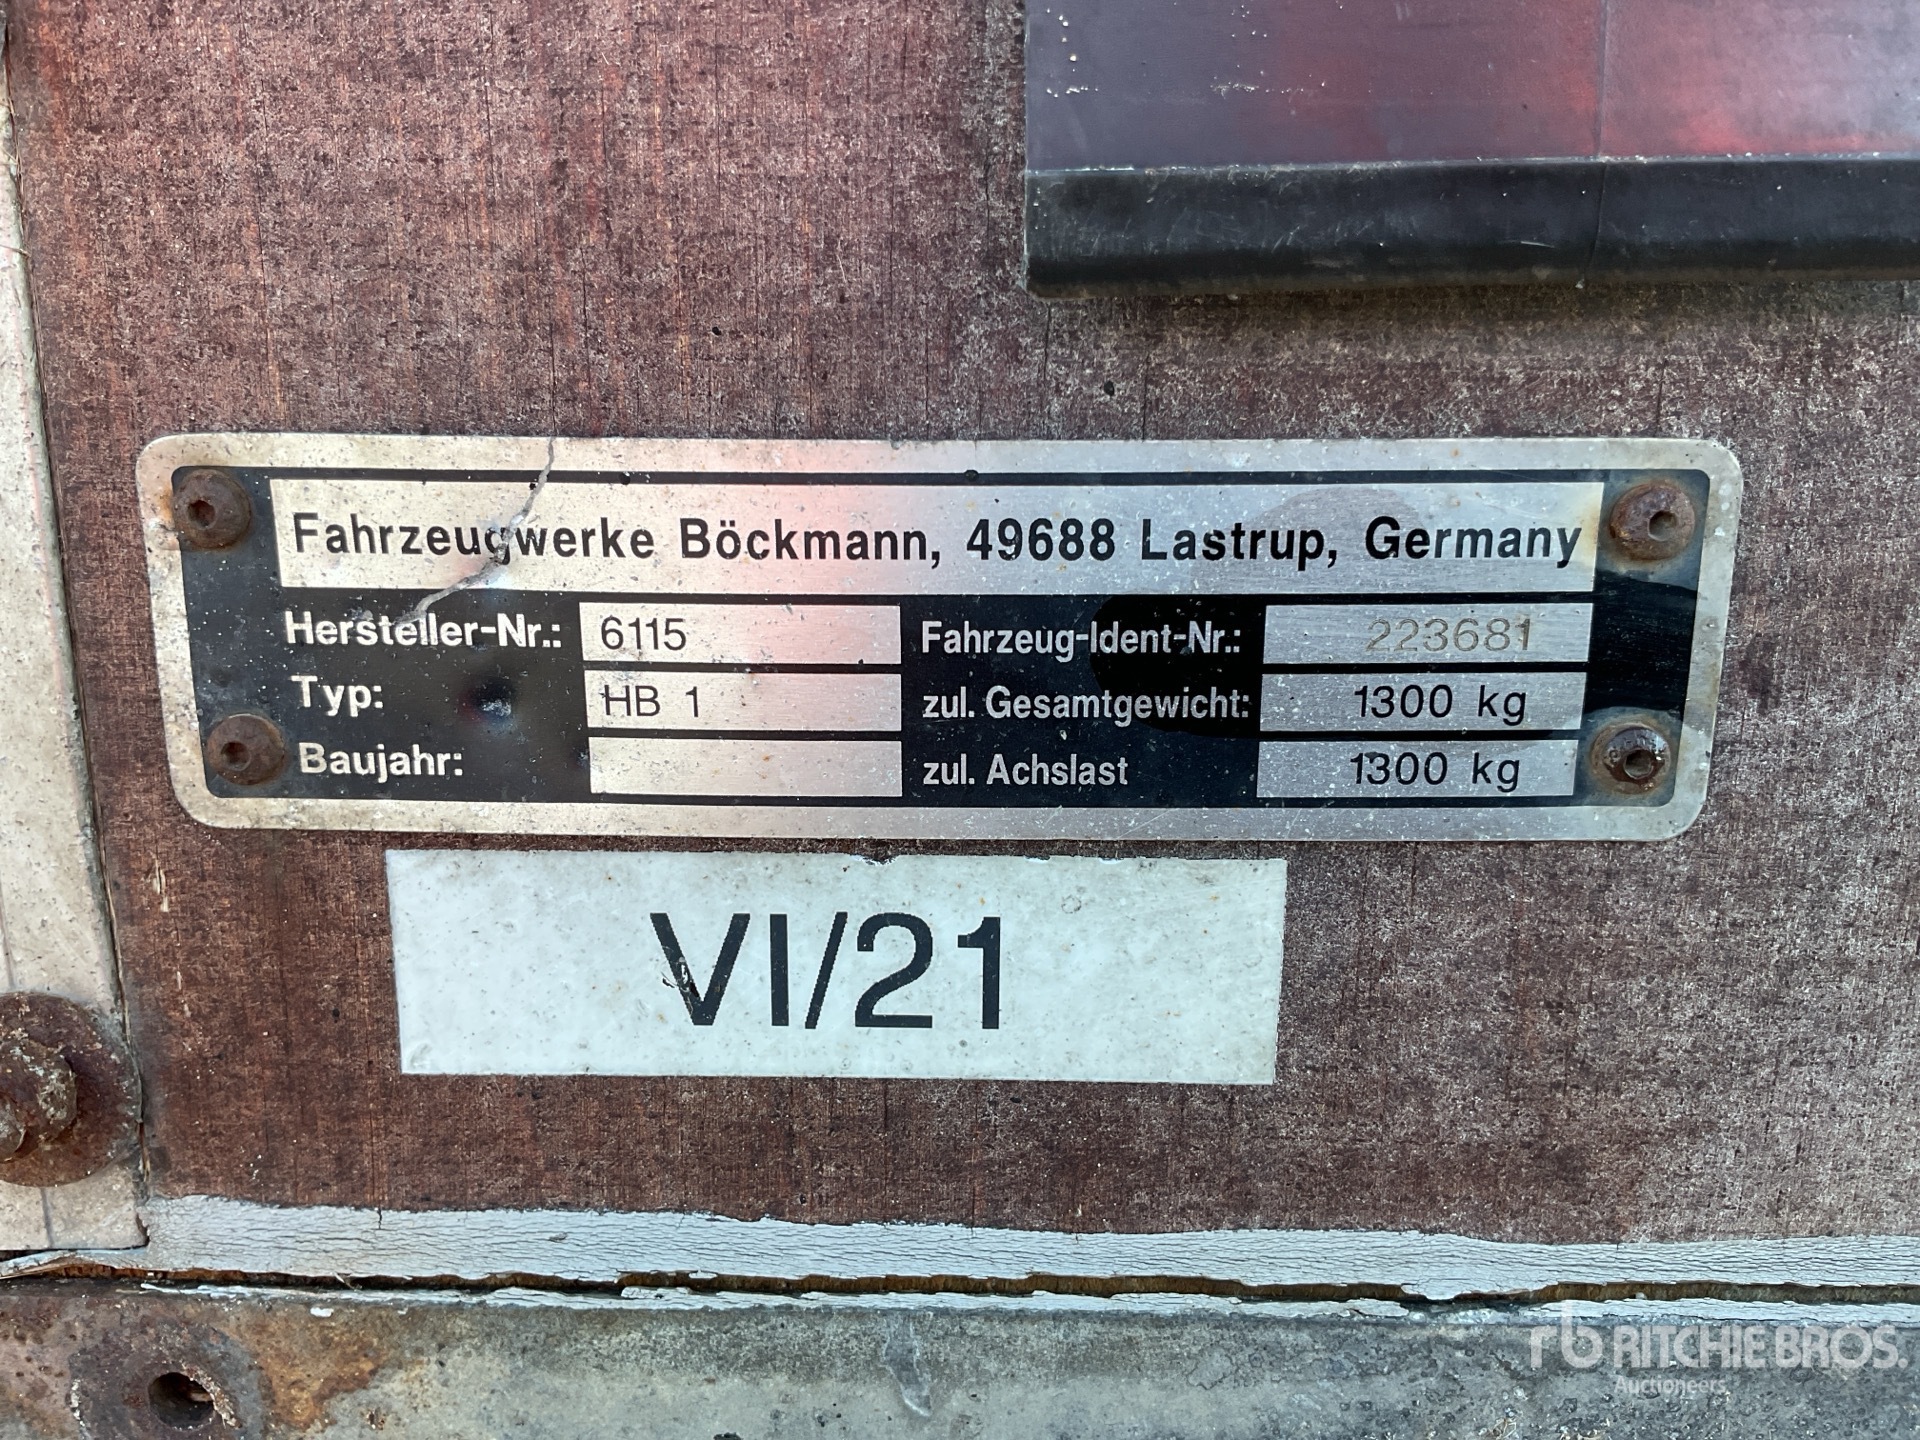 Fahrzeugwerke Böckmann, 49688 Lastrup, Germany
Hersteller-Nr.: 6115 Fahrzeug-Ident-Nr.: 223681
Typ: HB 1 zul. Gesamtgewicht: 1300 kg
Baujahr: zul. Achslast 1300 kg
VI/21
rb RITCHIE BROS.
Auctioneers